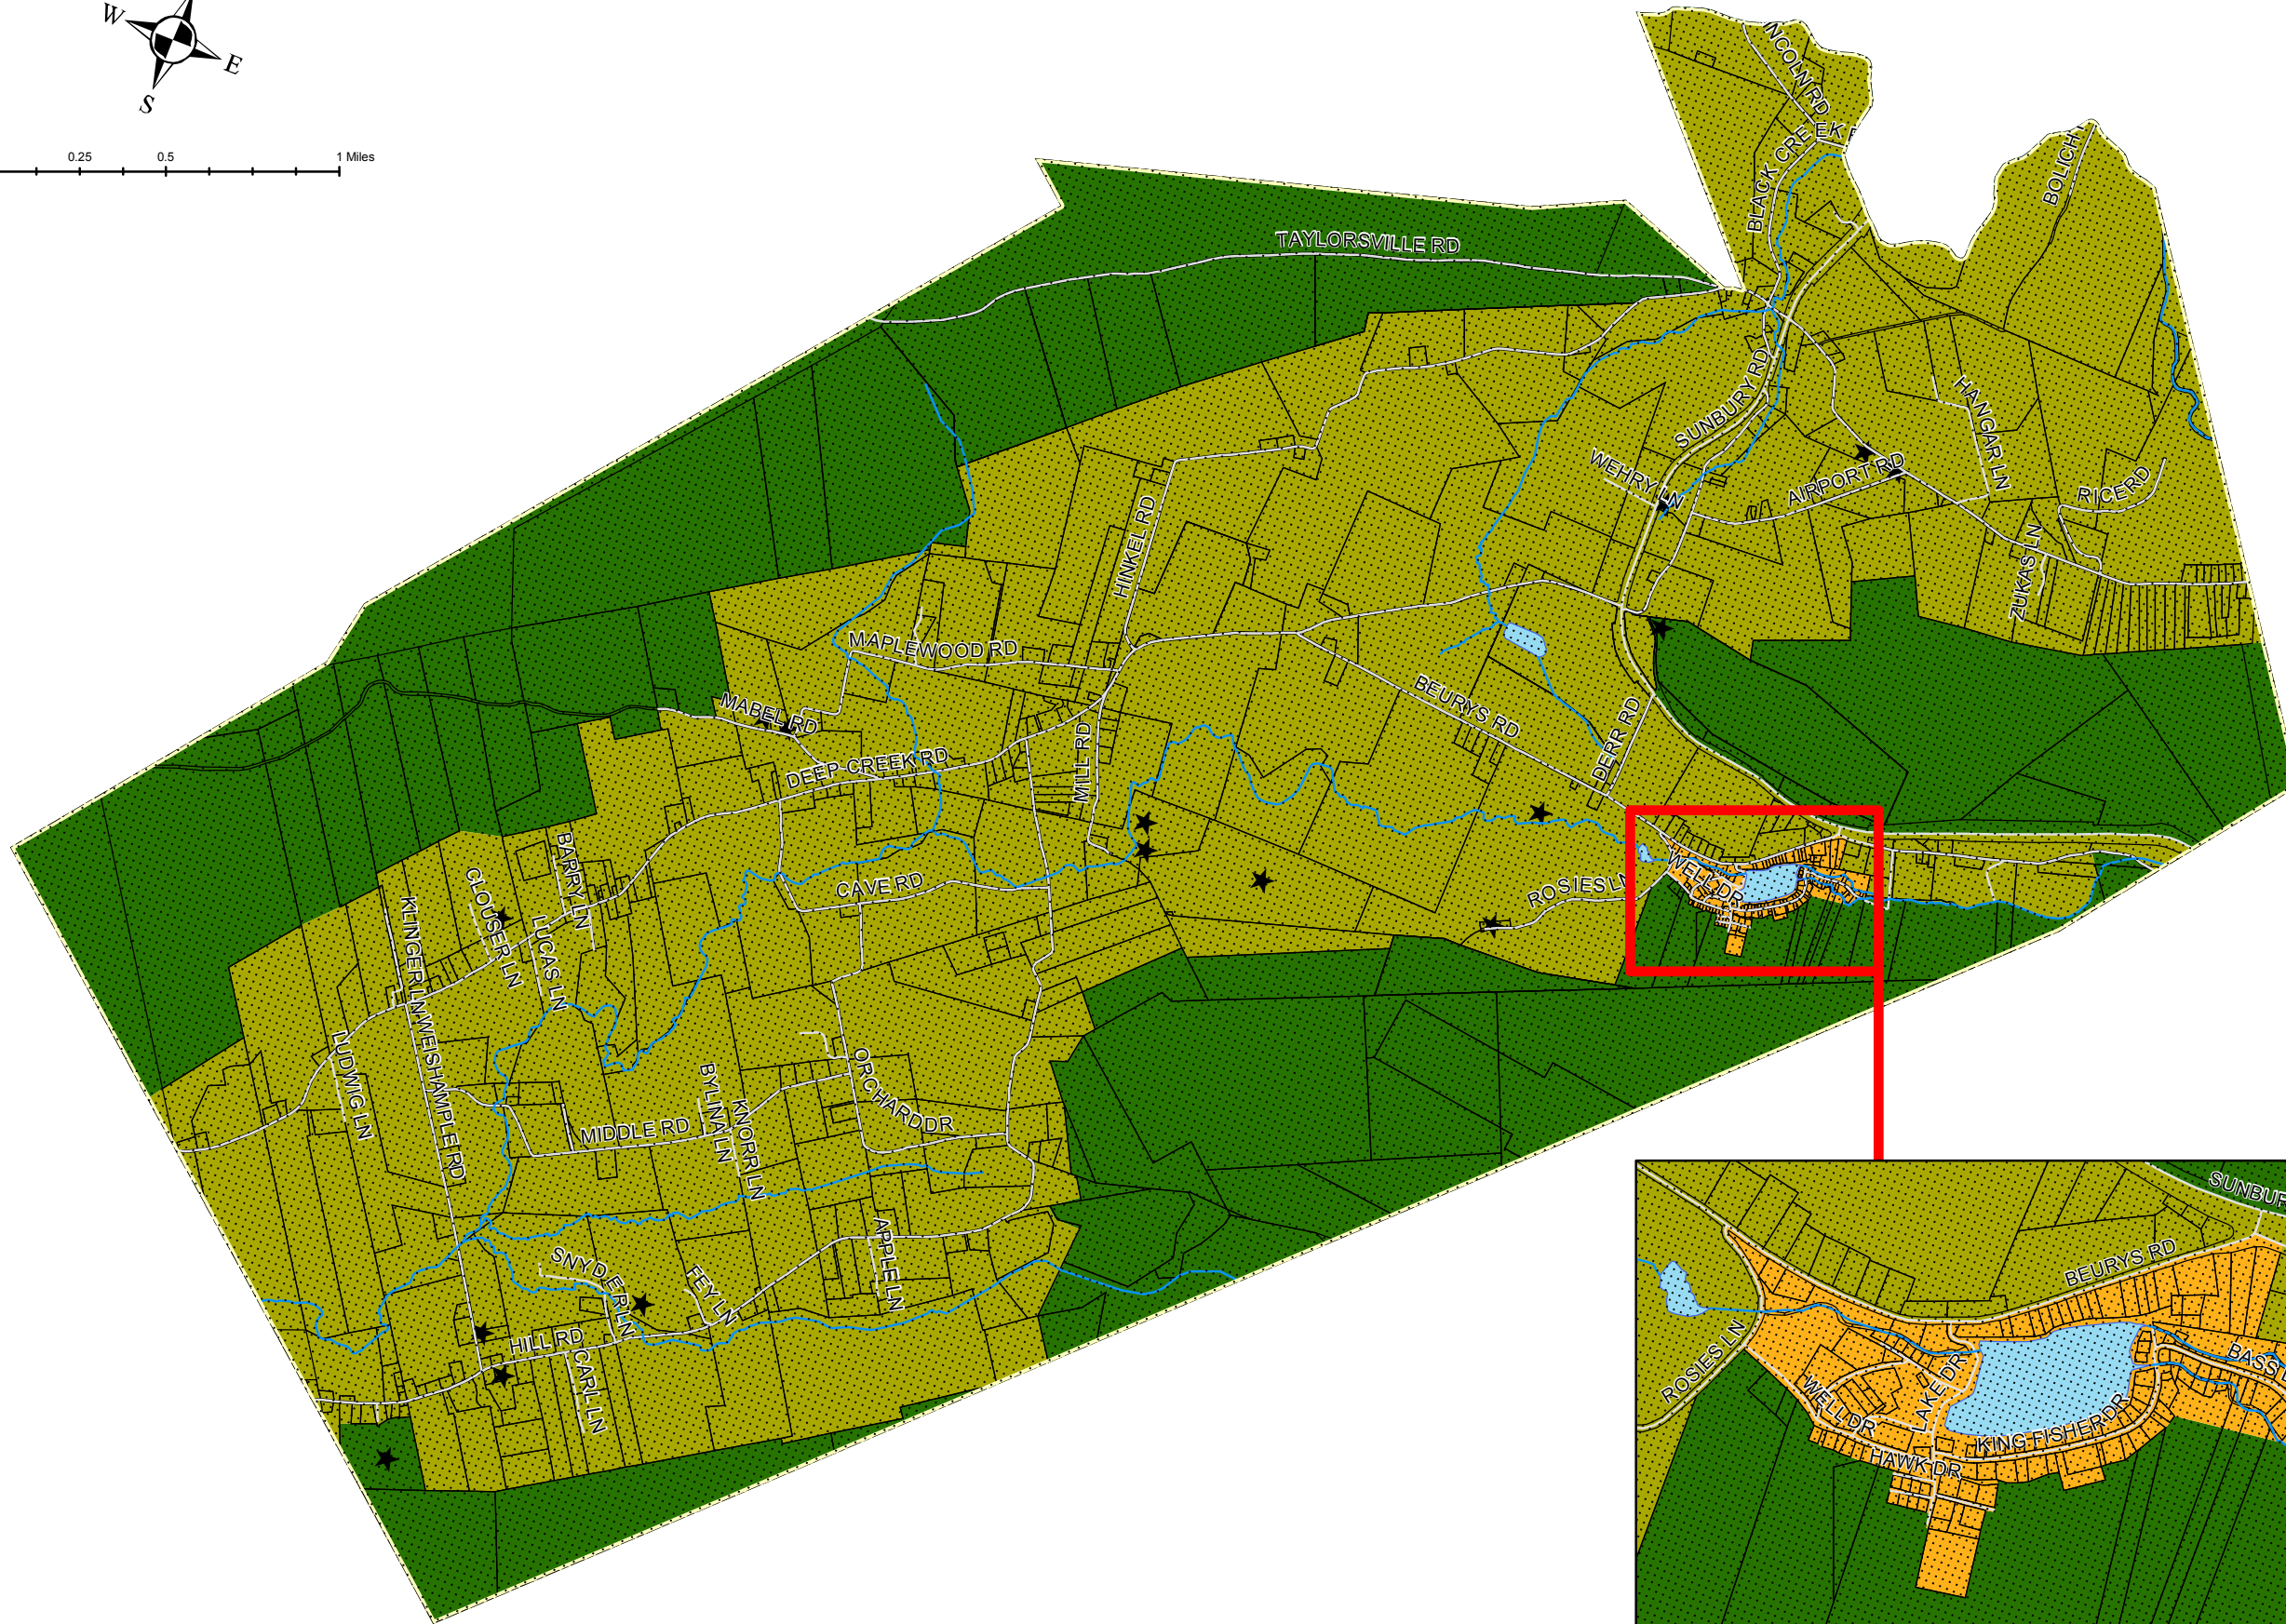 W
E
S
0.25 0.5 1 Miles
NCOLN RD
BLACK CREEK
BOLICH
TAYLORSVILLE RD
SUNBURY RD
HANGAR LN
WEHRY LN
AIRPORT RD
RICE RD
HINKEL RD
ZUKAS LN
MAPLEWOOD RD
MABEL RD
BEURYS RD
DERR RD
DEEP CREEK RD
MILL RD
BARRY LN
CLOUSER LN
CAVE RD
ROSIES LN
WELL DR
KLINGER LN
LUCAS LN
LUDWIG LN
WEISHAMPLE RD
ORCHARD DR
BYLINA LN
KNORR LN
MIDDLE RD
APPLE LN
SNYDER LN
FEY LN
HILL RD
CARL LN
SUNBUR
BEURYS RD
ROSIES LN
BASS L
LAKE DR
WELL DR
KING FISHER DR
HAWK DR